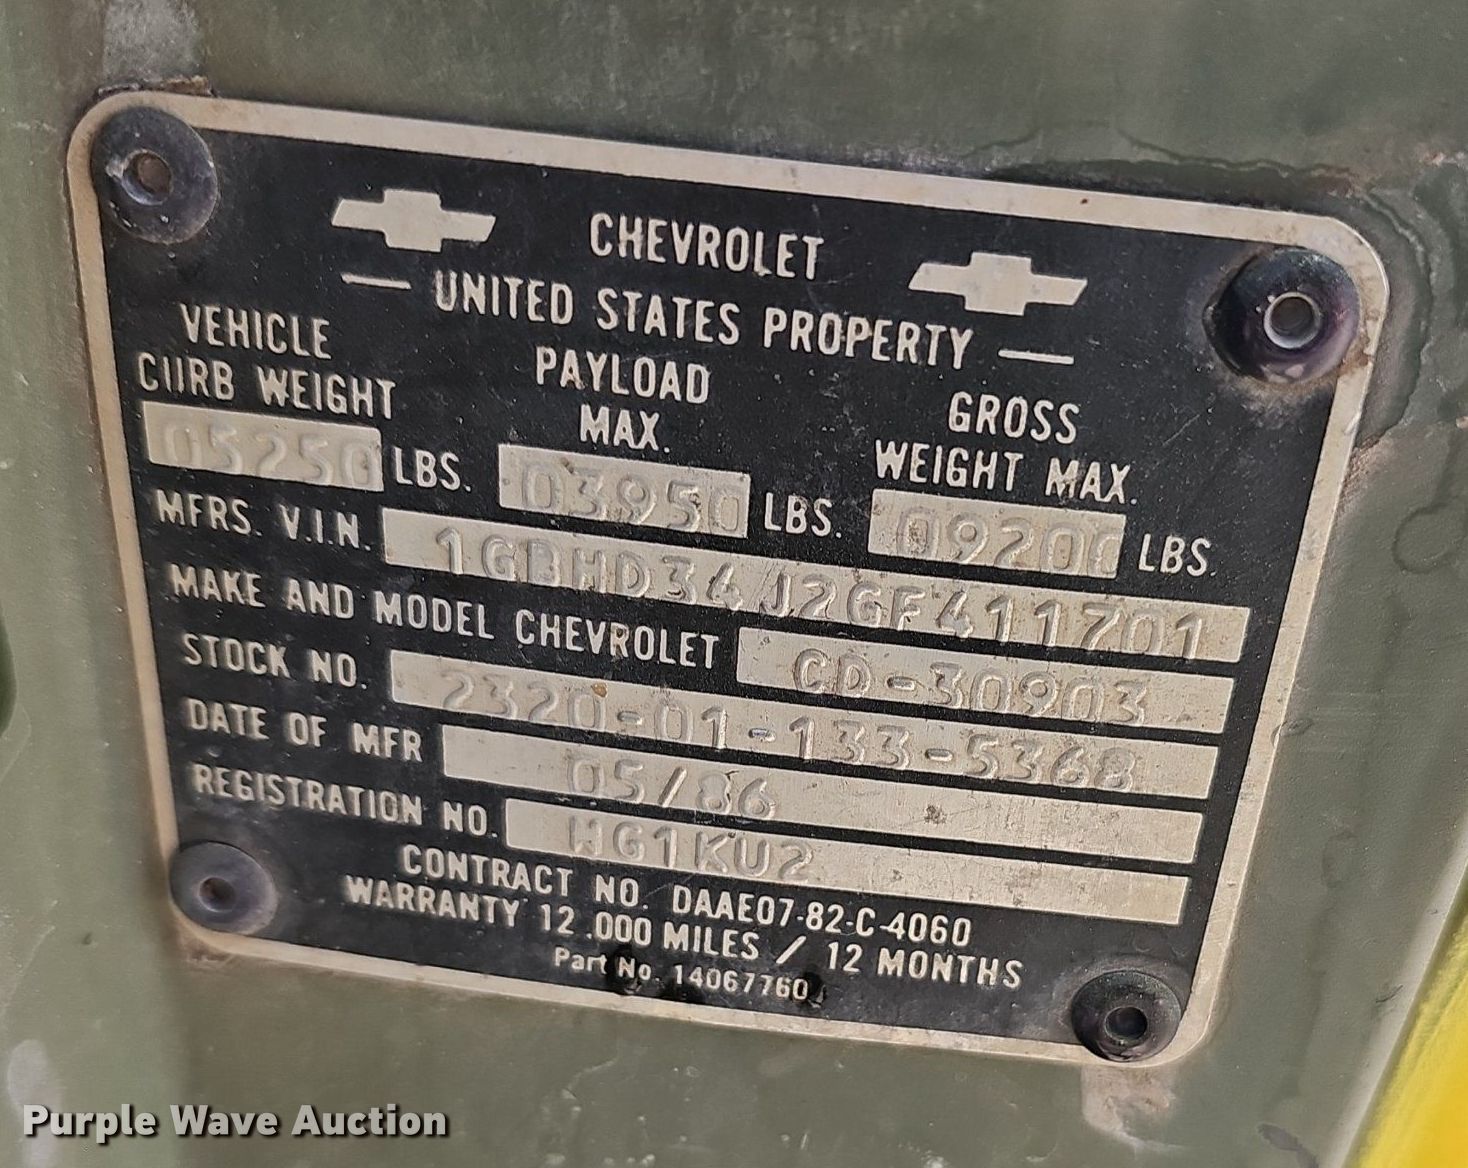 CHEVROLET
UNITED STATES PROPERTY
VEHICLE CURB WEIGHT 05250 LBS.
PAYLOAD MAX. 03950 LBS.
GROSS WEIGHT MAX. 09200 LBS.
MFRS. V.I.N. 1GBHD34J2GF411701
MAKE AND MODEL CHEVROLET CD-30903
STOCK NO. 2320-01-133-5368
DATE OF MFR 05/86
REGISTRATION NO. NG1KU2
CONTRACT NO. DAAE07-82-C-4060
WARRANTY 12.000 MILES / 12 MONTHS
Part No. 14067760
Purple Wave Auction